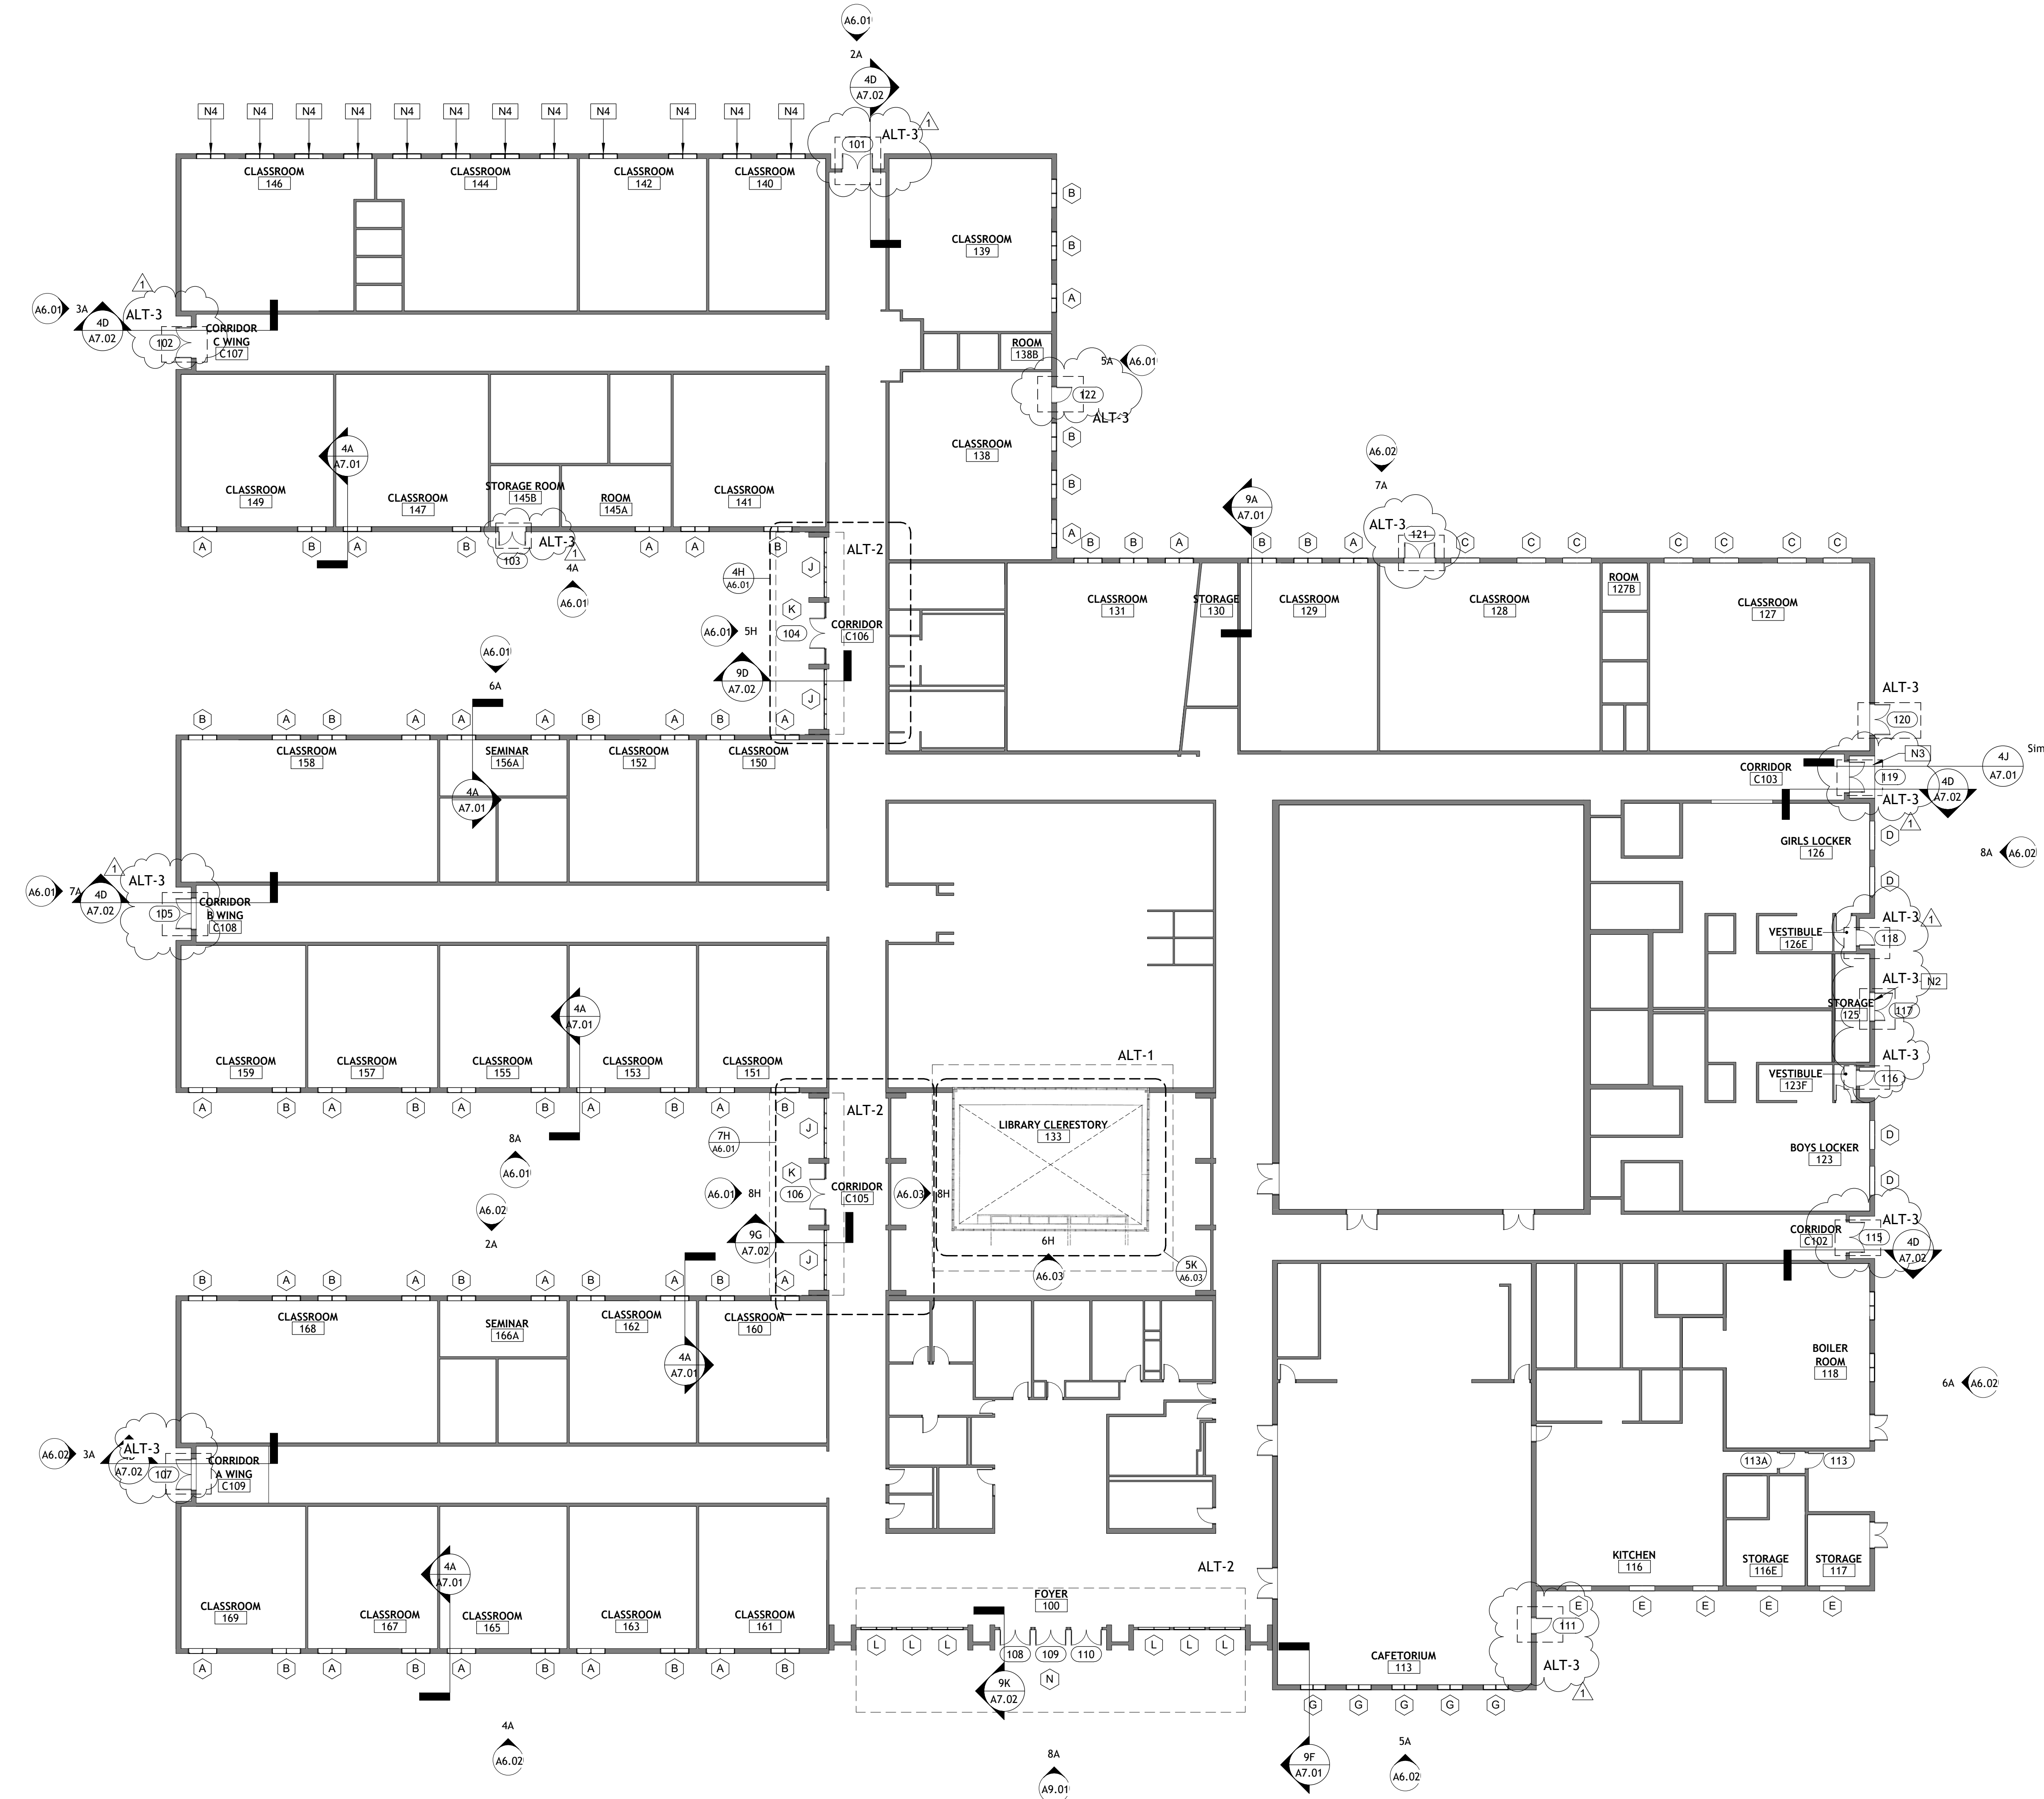 A6.01
2A
4D
A7.02
N4 N4 N4 N4 N4 N4 N4 N4 N4 N4 N4
1
ALT-3
101
CLASSROOM
146
CLASSROOM
144
CLASSROOM
142
CLASSROOM
140
B
CLASSROOM
139
B
A
1
A6.01 3A
ALT-3
4D
A7.02
102
CORRIDOR
C WING
C107
ROOM
138B
5A A6.01
122
ALT-3
4A
A7.01
CLASSROOM
138
B
B
A
A6.02
7A
CLASSROOM
149
CLASSROOM
147
STORAGE ROOM
145B
ROOM
145A
CLASSROOM
141
9A
A7.01
ALT-3
121
A B A B A A B
103
ALT-3
1
4A
A6.01
ALT-2
B B A B B A C C C C C C C
4H
A6.01
J
K
A6.01 5H
104
CORRIDOR
C106
9D
A7.02
J
CLASSROOM
131
STORAGE
130
CLASSROOM
129
CLASSROOM
128
ROOM
127B
CLASSROOM
127
A6.01
6A
B A B A A A B A B A
ALT-3
120
CLASSROOM
158
SEMINAR
156A
CLASSROOM
152
CLASSROOM
150
4A
A7.01
CORRIDOR
C103
N3
4J
A7.01
Sim
119
4D
A7.02
ALT-3
1
D
GIRLS LOCKER
126
8A A6.02
1
ALT-3
A6.01 7A
4D
A7.02
105
CORRIDOR
B WING
C108
D
ALT-3
1
VESTIBULE
126E
118
ALT-3
N2
STORAGE
125
117
4A
A7.01
CLASSROOM
159
CLASSROOM
157
CLASSROOM
155
CLASSROOM
153
CLASSROOM
151
ALT-1
ALT-3
VESTIBULE
123F
116
A B A B A B A B A B
ALT-2
J
7H
A6.01
LIBRARY CLERESTORY
133
D
BOYS LOCKER
123
8A
A6.01
K
A6.01 8H
106
CORRIDOR
C105
A6.03 8H
D
A6.02
2A
9G
A7.02
J
6H
A6.03
5K
A6.03
ALT-3
CORRIDOR
C102
115
4D
A7.02
B A B A A A B A B A
CLASSROOM
168
SEMINAR
166A
CLASSROOM
162
CLASSROOM
160
4A
A7.01
BOILER
ROOM
118
6A A6.02
ALT-3
A6.02 3A
A7.02
107
CORRIDOR
A WING
C109
113A
113
4A
A7.01
ALT-2
KITCHEN
116
STORAGE
116E
STORAGE
117
FOYER
100
CLASSROOM
169
CLASSROOM
167
CLASSROOM
165
CLASSROOM
163
CLASSROOM
161
E E E E E
111
L L L 108 109 110 L L L
CAFETORIUM
113
ALT-3
1
A B A B A B A B A B
N
9K
A7.02
G G G G G
4A
A6.02
8A
A9.01
9F
A7.01
5A
A6.02